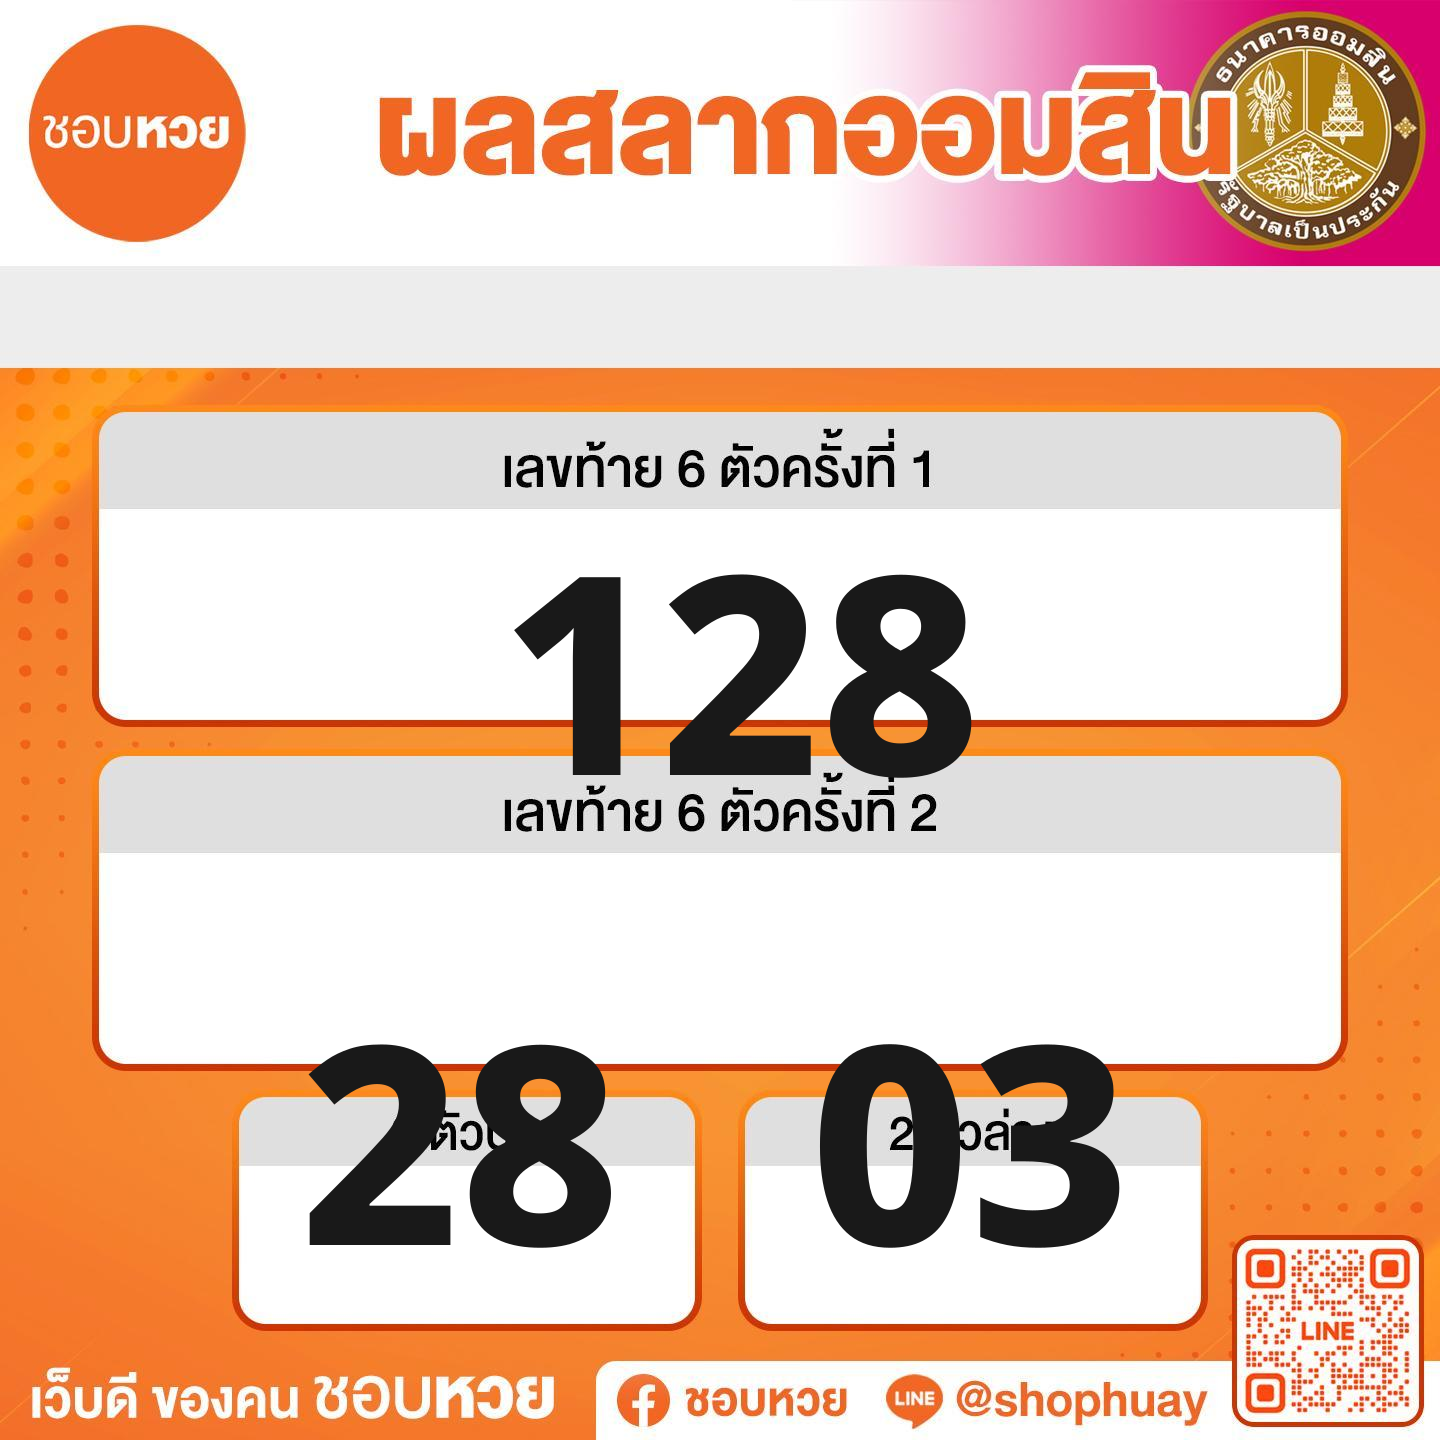 ชอบหวย
ผลสลากออมสิน
ธนาคารออมสิน
รัฐบาลเป็นประกัน
เลขท้าย 6 ตัวครั้งที่ 1
128
เลขท้าย 6 ตัวครั้งที่ 2
28 03
LINE
เว็บดี ของคน ชอบหวย
ชอบหวย
LINE @shophuay